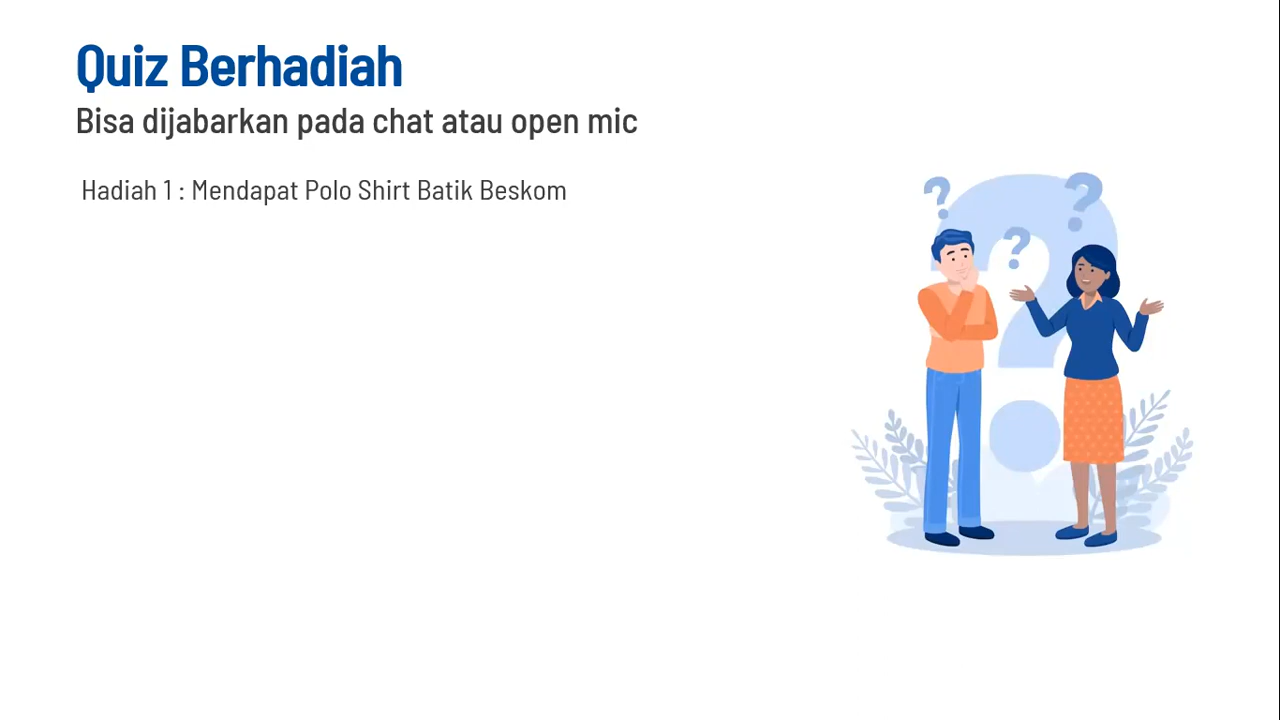 Quiz Berhadiah
Bisa dijabarkan pada chat atau open mic
Hadiah 1 : Mendapat Polo Shirt Batik Beskom